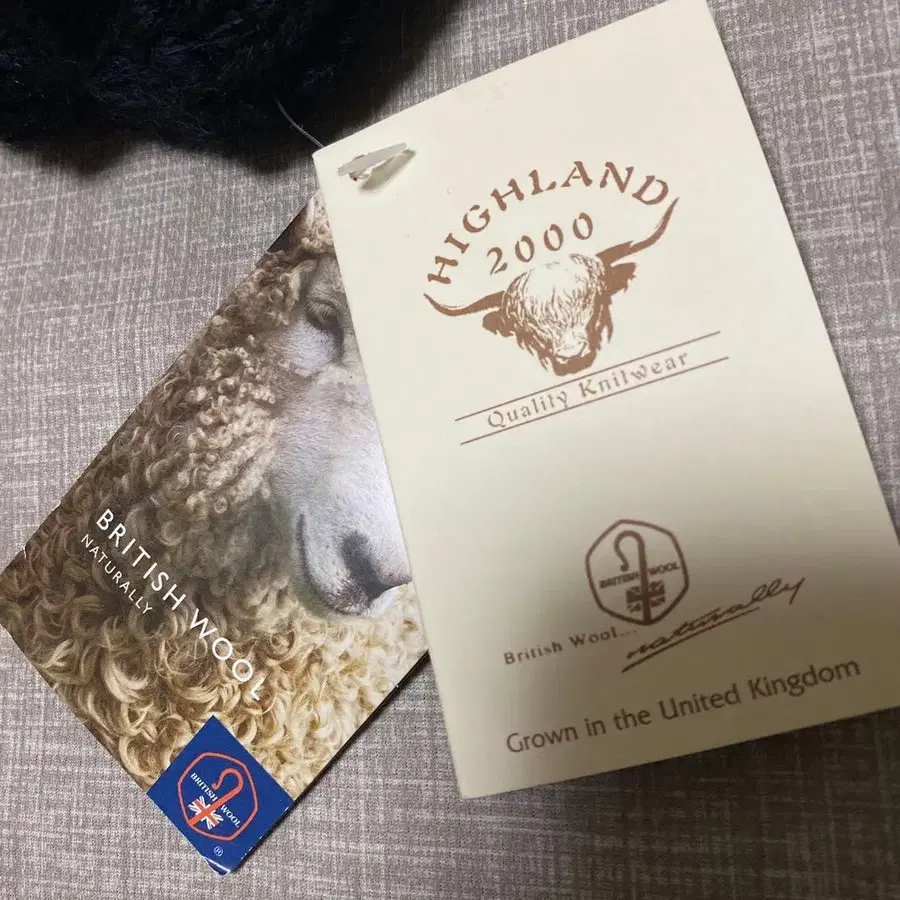 HIGHLAND
2000
Quality Knitwear
BRITISH WOOL
British Wool... naturally
Grown in the United Kingdom
BRITISH WOOL
NATURALLY
BRITISH WOOL
®